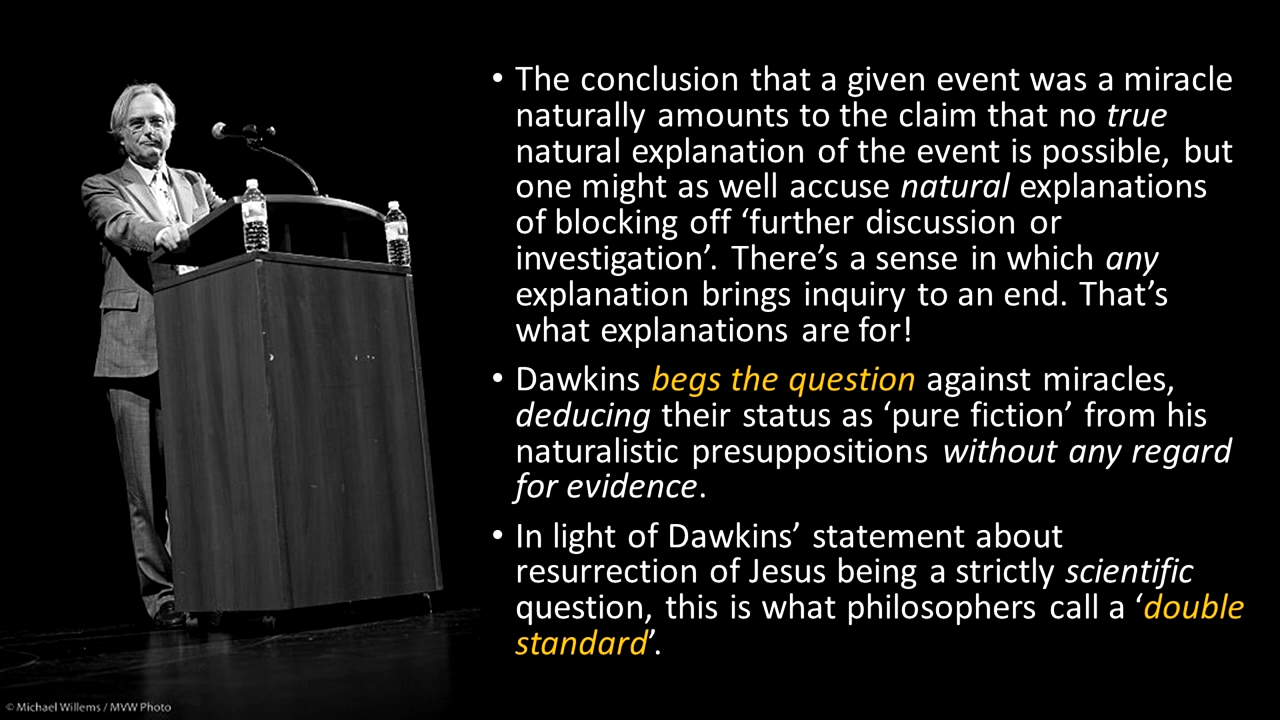 • The conclusion that a given event was a miracle
naturally amounts to the claim that no true
natural explanation of the event is possible, but
one might as well accuse natural explanations
of blocking off ‘further discussion or
investigation’. There’s a sense in which any
explanation brings inquiry to an end. That’s
what explanations are for!
• Dawkins begs the question against miracles,
deducing their status as ‘pure fiction’ from his
naturalistic presuppositions without any regard
for evidence.
• In light of Dawkins’ statement about
resurrection of Jesus being a strictly scientific
question, this is what philosophers call a ‘double
standard’.
© Michael Willems / MVW Photo